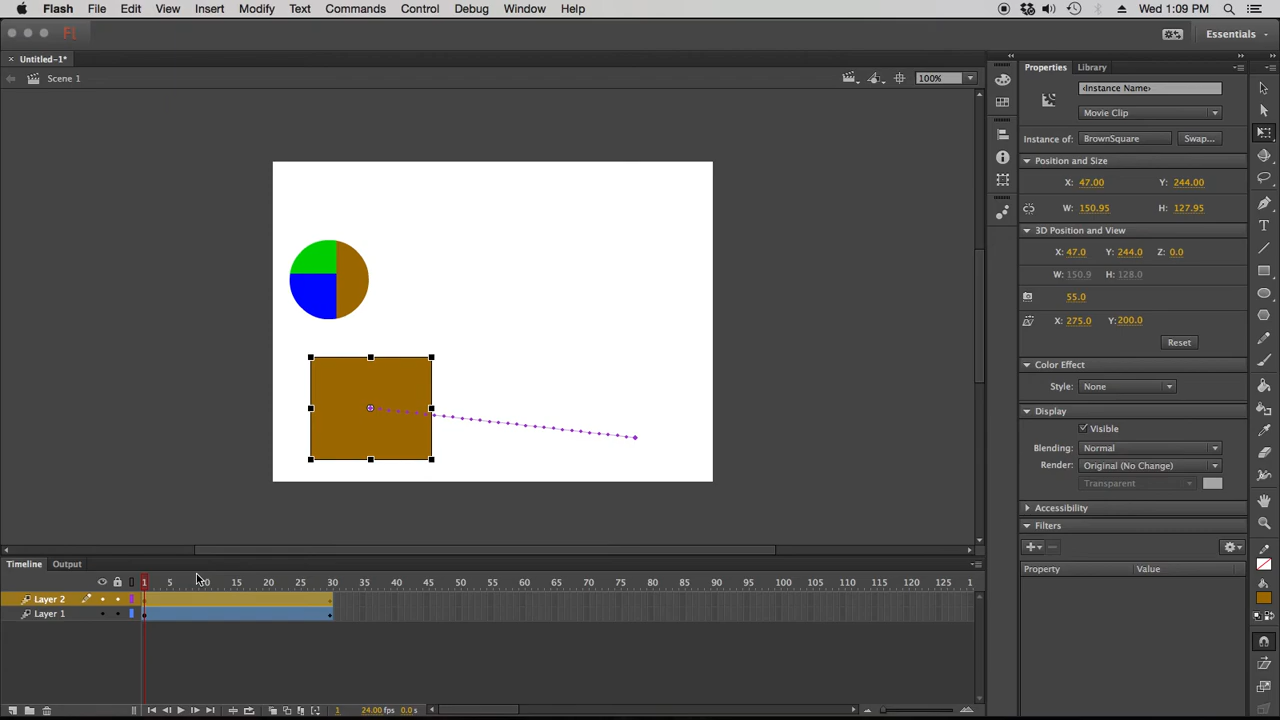 Flash File Edit View Insert Modify Text Commands Control Debug Window Help Wed 1:09 PM
Fl Essentials
× Untitled-1*
Scene 1 100%
Properties Library
<Instance Name>
Movie Clip
Instance of: BrownSquare Swap...
Position and Size
X: 47.00 Y: 244.00
W: 150.95 H: 127.95
3D Position and View
X: 47.0 Y: 244.0 Z: 0.0
W: 150.9 H: 128.0
55.0
X: 275.0 Y: 200.0
Reset
Color Effect
Style: None
Display
Visible
Blending: Normal
Render: Original (No Change)
Transparent
Accessibility
Filters
Property Value
Timeline Output
1 5 10 15 20 25 30 35 40 45 50 55 60 65 70 75 80 85 90 95 100 105 110 115 120 125 1
Layer 2
Layer 1
1 24.00 fps 0.0 s